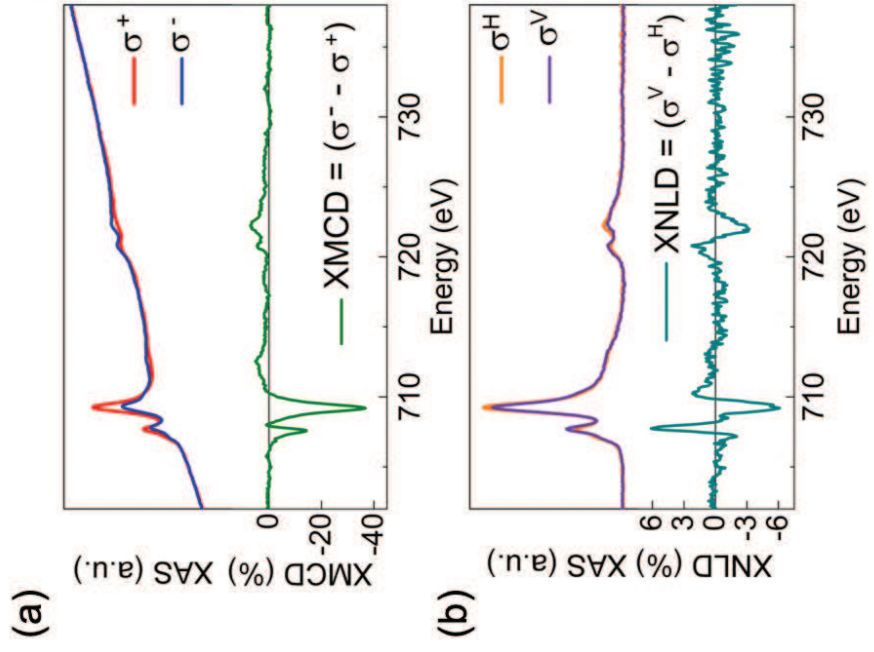 (a)
XAS (a.u.)
XMCD (%)
σ⁺
σ⁻
XMCD = (σ⁻ - σ⁺)
0
-20
-40
710
720
730
Energy (eV)
(b)
XAS (a.u.)
XNLD (%)
σᴴ
σⱽ
XNLD = (σⱽ - σᴴ)
6
3
0
-3
-6
710
720
730
Energy (eV)